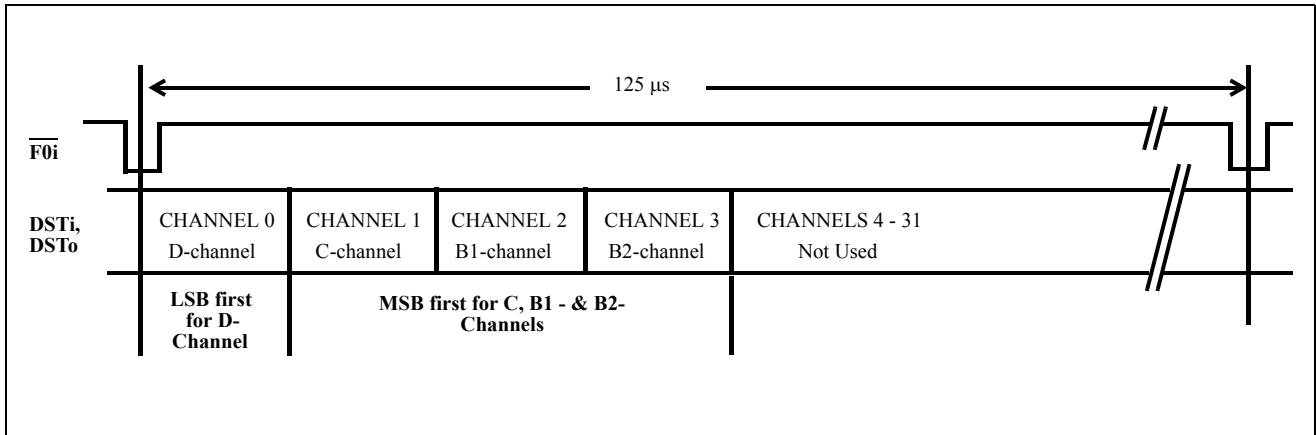 125 μs
F0i
DSTi,
DSTo
CHANNEL 0
D-channel
CHANNEL 1
C-channel
CHANNEL 2
B1-channel
CHANNEL 3
B2-channel
CHANNELS 4 - 31
Not Used
LSB first
for D-
Channel
MSB first for C, B1 - & B2-
Channels